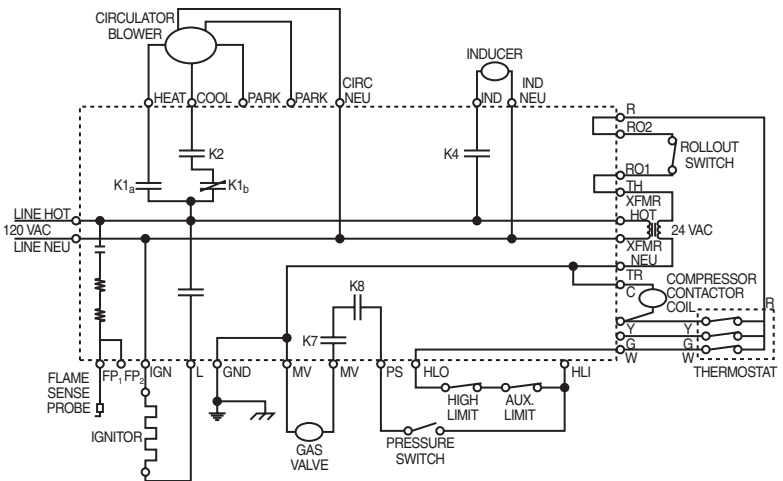 CIRCULATOR
BLOWER
INDUCER
HEAT
COOL
PARK
PARK
CIRC
NEU
IND
IND
NEU
R
RO2
K2
K4
ROLLOUT
SWITCH
K1a
K1b
RO1
TH
XFMR
LINE HOT
HOT
120 VAC
24 VAC
LINE NEU
XFMR
NEU
TR
COMPRESSOR
CONTACTOR
COIL
C
R
K8
K7
Y
Y
G
G
W
W
THERMOSTAT
FP1
FP2
IGN
L
GND
MV
MV
PS
HLO
HLI
FLAME
SENSE
PROBE
HIGH
LIMIT
AUX.
LIMIT
IGNITOR
GAS
VALVE
PRESSURE
SWITCH